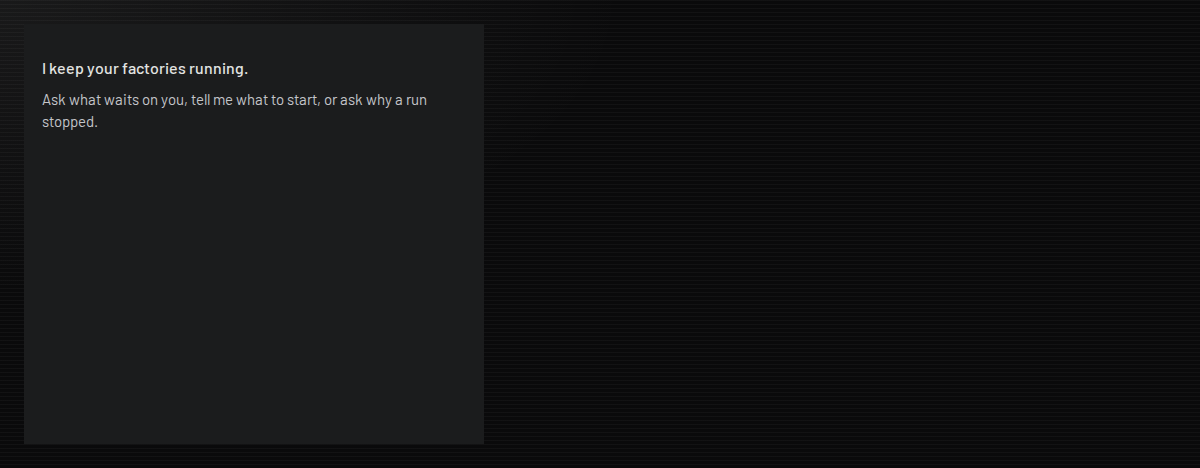 I keep your factories running.
Ask what waits on you, tell me what to start, or ask why a run
stopped.